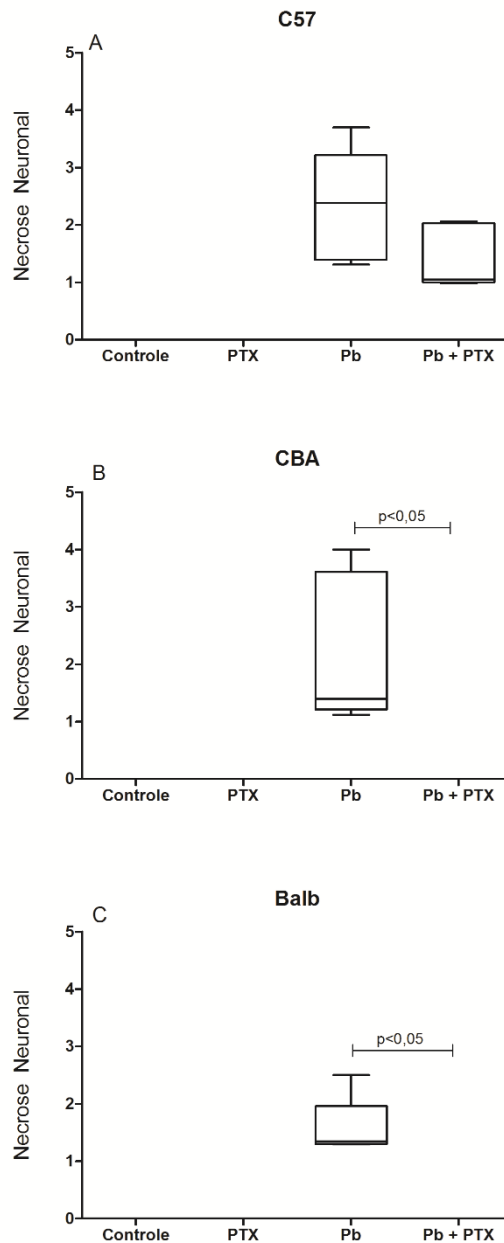 C57
A
Necrose Neuronal
5
4
3
2
1
0
Controle PTX Pb Pb + PTX
CBA
B
Necrose Neuronal
5
4
3
2
1
0
p<0,05
Controle PTX Pb Pb + PTX
Balb
C
Necrose Neuronal
5
4
3
2
1
0
p<0,05
Controle PTX Pb Pb + PTX